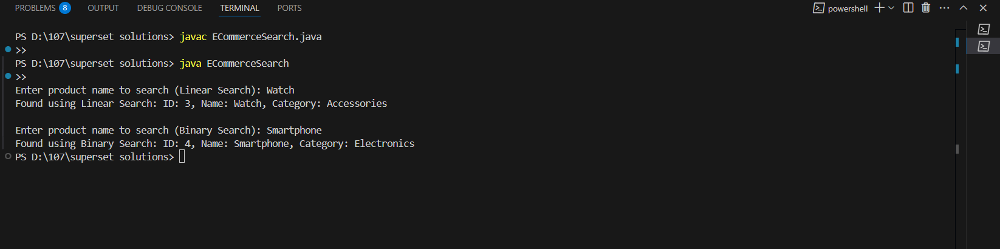 PROBLEMS 8 OUTPUT DEBUG CONSOLE TERMINAL PORTS powershell
PS D:\107\superset solutions> javac ECommerceSearch.java
>>
PS D:\107\superset solutions> java ECommerceSearch
>>
Enter product name to search (Linear Search): Watch
Found using Linear Search: ID: 3, Name: Watch, Category: Accessories
Enter product name to search (Binary Search): Smartphone
Found using Binary Search: ID: 4, Name: Smartphone, Category: Electronics
PS D:\107\superset solutions>